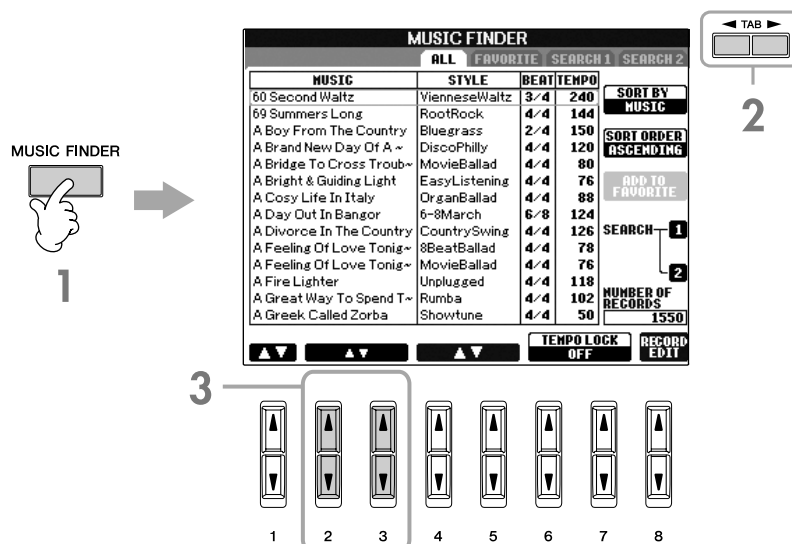 ◄ TAB ►
MUSIC FINDER
ALL FAVORITE SEARCH 1 SEARCH 2
MUSIC STYLE BEAT TEMPO
60 Second Waltz VienneseWaltz 3/4 240
69 Summers Long RootRock 4/4 144
A Boy From The Country Bluegrass 2/4 150
A Brand New Day Of A ~ DiscoPhilly 4/4 120
A Bridge To Cross Troub~ MovieBallad 4/4 80
A Bright & Guiding Light EasyListening 4/4 76
A Cosy Life In Italy OrganBallad 4/4 88
A Day Out In Bangor 6-8March 6/8 124
A Divorce In The Country CountrySwing 4/4 126
A Feeling Of Love Tonig~ 8BeatBallad 4/4 78
A Feeling Of Love Tonig~ MovieBallad 4/4 76
A Fire Lighter Unplugged 4/4 118
A Great Way To Spend T~ Rumba 4/4 102
A Greek Called Zorba Showtune 4/4 50
SORT BY
MUSIC
SORT ORDER
ASCENDING
ADD TO
FAVORITE
SEARCH 1
2
NUMBER OF
RECORDS
1550
▲▼ ▲▼ ▲▼
TEMPO LOCK
OFF
RECORD
EDIT
2
MUSIC FINDER
1
3
1 2 3 4 5 6 7 8